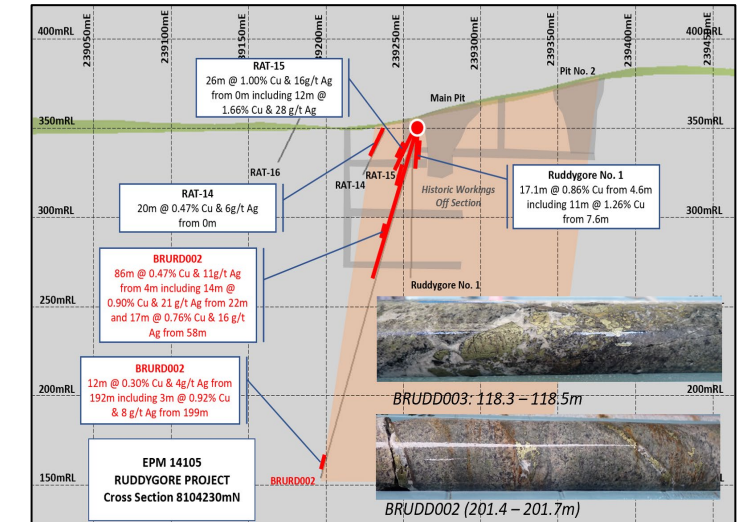 400mRL
239050mE
239100mE
239150mE
239200mE
239250mE
239300mE
239350mE
239400mE
239450mE
400mRL
RAT-15
26m @ 1.00% Cu & 16g/t Ag
from 0m including 12m @
1.66% Cu & 28 g/t Ag
Pit No. 2
Main Pit
350mRL
350mRL
RAT-16
RAT-14
RAT-15
Historic Workings
Off Section
Ruddygore No. 1
17.1m @ 0.86% Cu from 4.6m
including 11m @ 1.26% Cu
from 7.6m
RAT-14
20m @ 0.47% Cu & 6g/t Ag
from 0m
300mRL
300mRL
BRURD002
86m @ 0.47% Cu & 11g/t Ag
from 4m including 14m @
0.90% Cu & 21 g/t Ag from 22m
and 17m @ 0.76% Cu & 16 g/t
Ag from 58m
Ruddygore No. 1
250mRL
BRURD002
12m @ 0.30% Cu & 4g/t Ag from
192m including 3m @ 0.92% Cu
& 8 g/t Ag from 199m
200mRL
200mRL
BRUDD003: 118.3 – 118.5m
EPM 14105
RUDDYGORE PROJECT
Cross Section 8104230mN
150mRL
150mRL
BRURD002
BRUDD002 (201.4 – 201.7m)